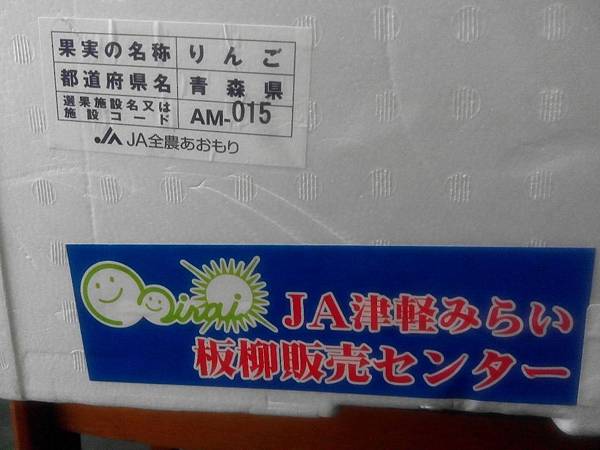 果実の名称 りんご
都道府県名 青森県
選果施設名又は
施設コード AM-015
JA全農あおもり
mirai
JA津軽みらい
板柳販売センター